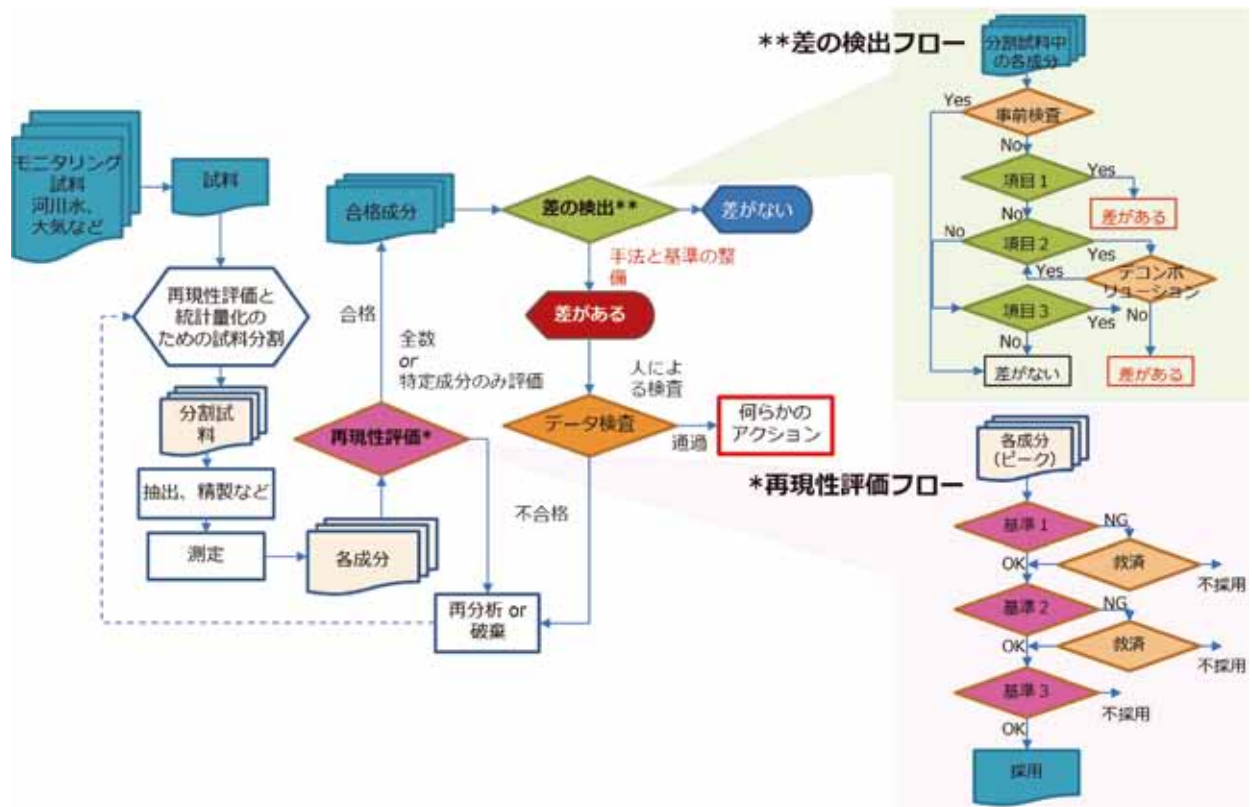 モニタリング
試料
河川水、
大気など
試料
再現性評価と
統計量化の
ための試料分割
分割試
料
抽出、精製など
測定
各成分
再現性評価*
合格
全数
or
特定成分のみ評価
合格成分
差の検出**
差がない
手法と基準の整
備
差がある
人によ
る検査
データ検査
通過
何らかの
アクション
不合格
再分析 or
破棄
**差の検出フロー
分割試料中
の各成分
Yes
事前検査
No
項目1
Yes
差がある
No
No
項目2
Yes
Yes
デコンボ
リューション
項目3
Yes
No
No
差がない
差がある
*再現性評価フロー
各成分
(ピーク)
基準1
NG
OK
救済
不採用
基準2
NG
OK
救済
不採用
基準3
不採用
OK
採用